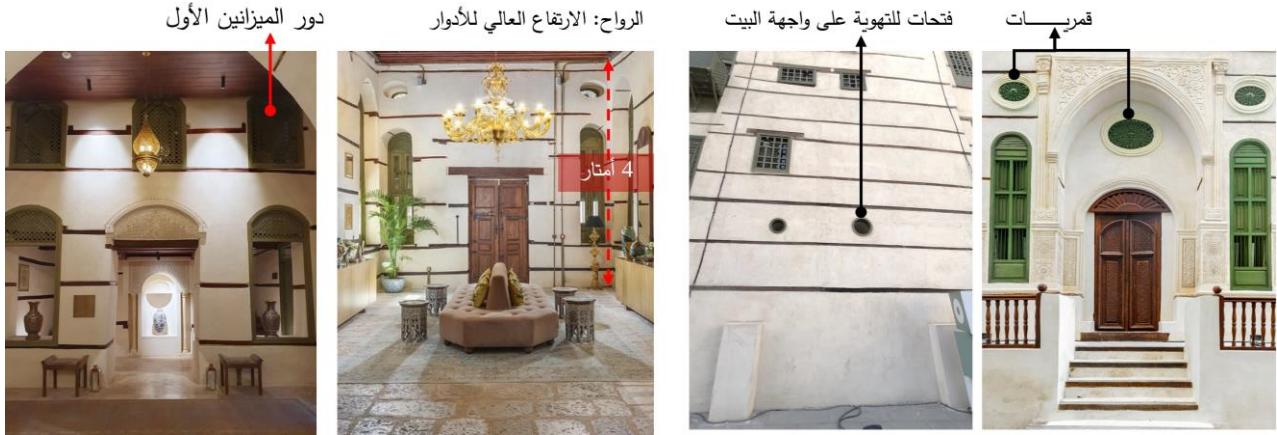 قمريـــــــات
فتحات للتهوية على واجهة البيت
الرواح: الارتفاع العالي للأدوار
دور الميزانين الأول
4 أمتار